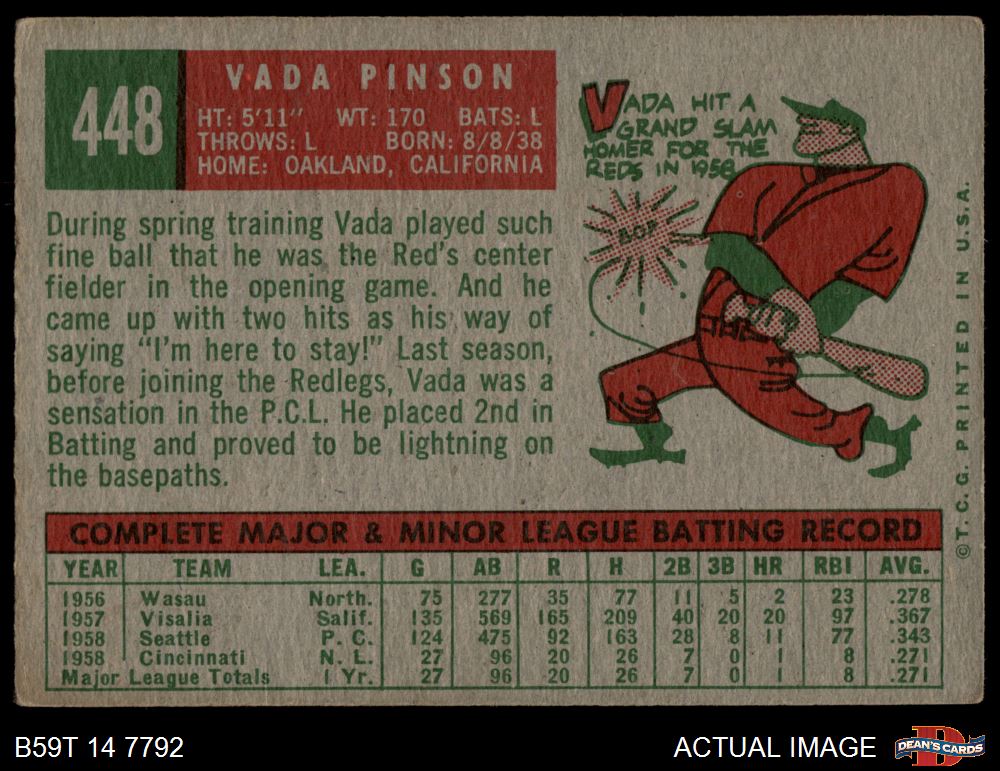 448
VADA PINSON
HT: 5'11" WT: 170 BATS: L
THROWS: L BORN: 8/8/38
HOME: OAKLAND, CALIFORNIA
VADA HIT A
GRAND SLAM
HOMER FOR THE
REDS IN 1958
BOP
During spring training Vada played such
fine ball that he was the Red's center
fielder in the opening game. And he
came up with two hits as his way of
saying "I'm here to stay!" Last season,
before joining the Redlegs, Vada was a
sensation in the P.C.L. He placed 2nd in
Batting and proved to be lightning on
the basepaths.
©T.C.G. PRINTED IN U.S.A.
COMPLETE MAJOR & MINOR LEAGUE BATTING RECORD
YEAR TEAM LEA. G AB R H 2B 3B HR RBI AVG.
1956 Wasau North. 75 277 35 77 11 5 2 23 .278
1957 Visalia Salif. 135 569 165 209 40 20 20 97 .367
1958 Seattle P. C. 124 475 92 163 28 8 11 77 .343
1958 Cincinnati N. L. 27 96 20 26 7 0 1 8 .271
Major League Totals 1 Yr. 27 96 20 26 7 0 1 8 .271
B59T 14 7792
ACTUAL IMAGE
DEAN'S CARDS